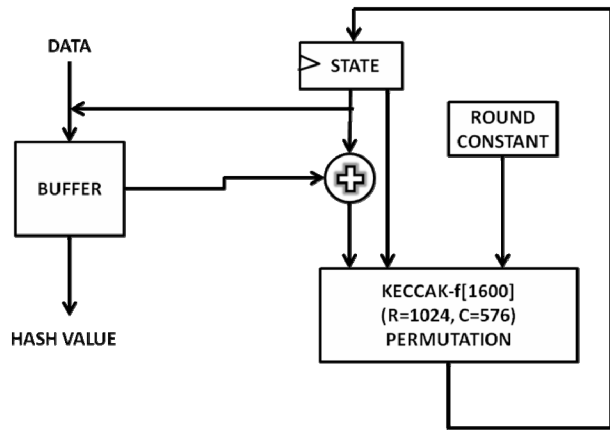 DATA
STATE
ROUND
CONSTANT
BUFFER
KECCAK-f[1600]
(R=1024, C=576)
PERMUTATION
HASH VALUE